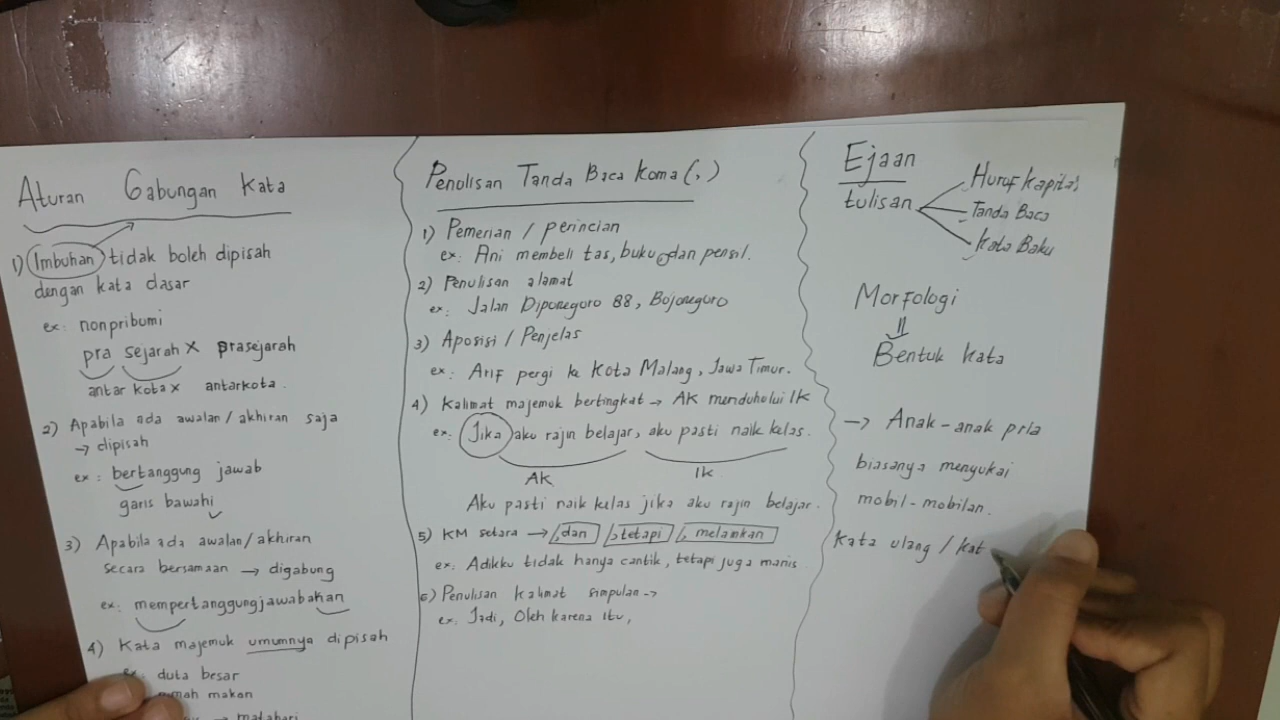 Aturan Gabungan Kata
1) Imbuhan tidak boleh dipisah
dengan kata dasar
ex: nonpribumi
pra sejarah X prasejarah
antar kota x antarkota.
2) Apabila ada awalan/akhiran saja
→ dipisah
ex: bertanggung jawab
garis bawahi
3) Apabila ada awalan/akhiran
secara bersamaan → digabung
ex: mempertanggungjawabakan
4) Kata majemuk umumnya dipisah
ex: duta besar
makan
→ matahari
Penulisan Tanda Baca Koma (,)
1) Pemerian / perincian
ex: Ani membeli tas, buku, dan pensil.
2) Penulisan alamat
ex: Jalan Diponegoro 88, Bojonegoro
3) Aposisi / Penjelas
ex: Arif pergi ke Kota Malang, Jawa Timur.
4) Kalimat majemuk bertingkat → AK mendahului IK
ex: Jika aku rajin belajar, aku pasti naik kelas.
AK IK
Aku pasti naik kelas jika aku rajin belajar.
5) KM setara → , dan / , tetapi / , melainkan
ex: Adikku tidak hanya cantik, tetapi juga manis
6) Penulisan kalimat simpulan →
ex. Jadi, Oleh karena itu,
Ejaan
tulisan
Huruf Kapital
Tanda Baca
Kata Baku
Morfologi
Bentuk kata
→ Anak-anak pria
biasanya menyukai
mobil-mobilan.
Kata ulang / kat